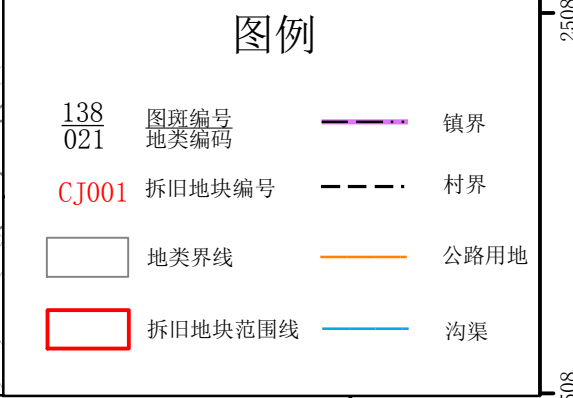 图例
138
021
图斑编号
地类编码
镇界
CJ001
拆旧地块编号
村界
地类界线
公路用地
拆旧地块范围线
沟渠
2508
508